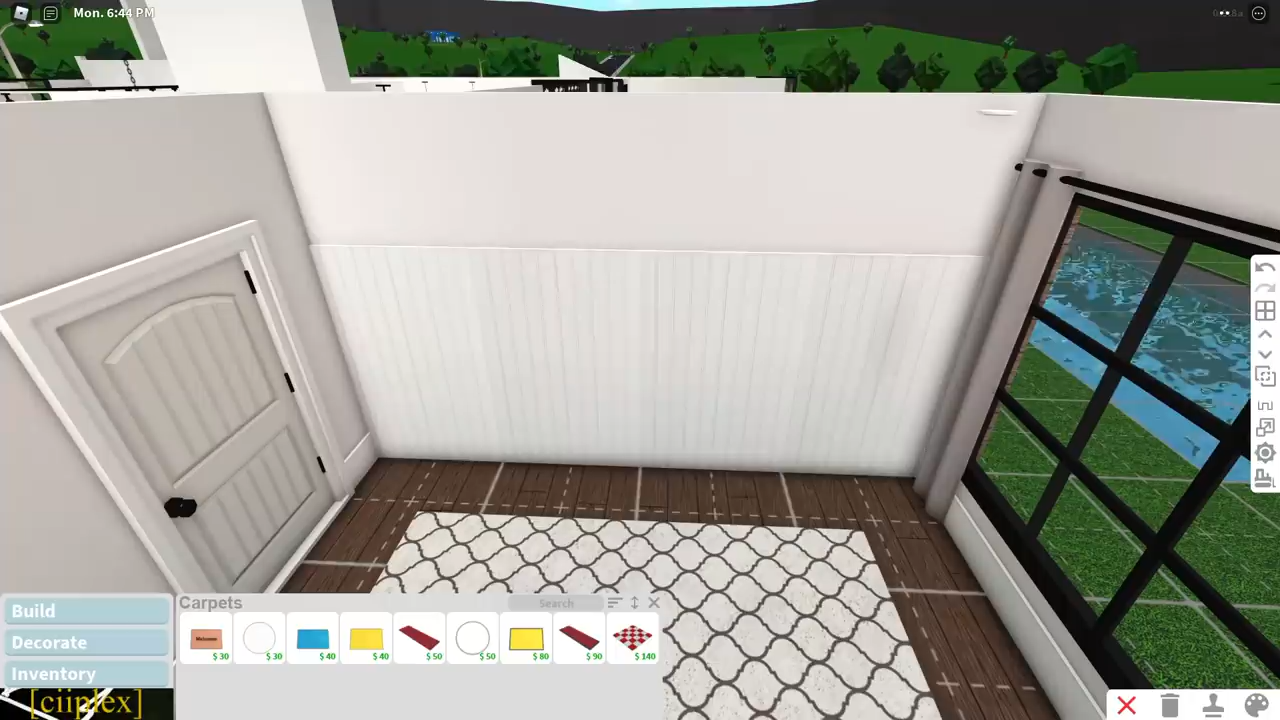 Mon. 6:44 PM
Build
Decorate
Inventory
[ciiplex]
Carpets
Search
Welcome
$ 30
$ 30
$ 40
$ 40
$ 50
$ 50
$ 80
$ 90
$ 140